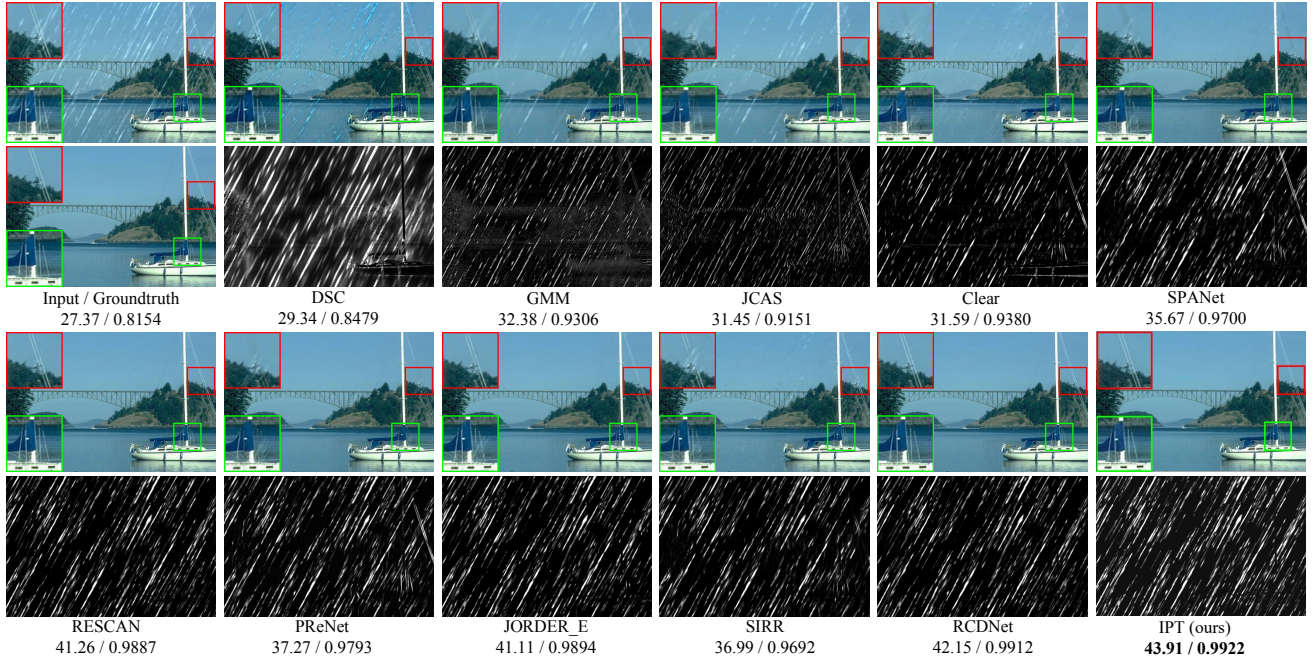 Input / Groundtruth DSC GMM JCAS Clear SPANet
27.37 / 0.8154 29.34 / 0.8479 32.38 / 0.9306 31.45 / 0.9151 31.59 / 0.9380 35.67 / 0.9700
RESCAN PReNet JORDER_E SIRR RCDNet IPT (ours)
41.26 / 0.9887 37.27 / 0.9793 41.11 / 0.9894 36.99 / 0.9692 42.15 / 0.9912 43.91 / 0.9922